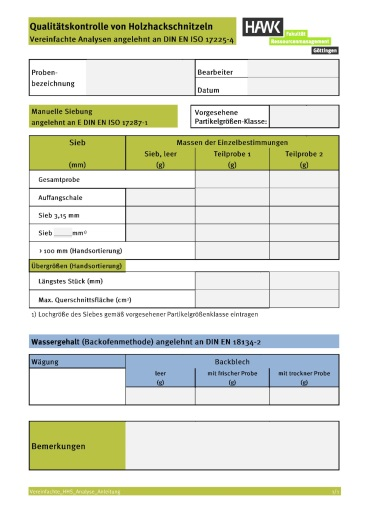 Qualitätskontrolle von Holzhackschnitzeln
Vereinfachte Analysen angelehnt an DIN EN ISO 17225-4
HAWK
Fakultät
Ressourcenmanagement
Göttingen
Proben-
bezeichnung
Bearbeiter
Datum
Manuelle Siebung
angelehnt an E DIN EN ISO 17287-1
Vorgesehene
Partikelgrößen-Klasse:
Sieb
(mm)
Massen der Einzelbestimmungen
Sieb, leer
(g)
Teilprobe 1
(g)
Teilprobe 2
(g)
Gesamtprobe
Auffangschale
Sieb 3,15 mm
Sieb ____mm¹⁾
> 100 mm (Handsortierung)
Übergrößen (Handsortierung)
Längstes Stück (mm)
Max. Querschnittsfläche (cm²)
1) Lochgröße des Siebes gemäß vorgesehener Partikelgrößenklasse eintragen
Wassergehalt (Backofenmethode) angelehnt an DIN EN 18134-2
Wägung
Backblech
leer
(g)
mit frischer Probe
(g)
mit trockner Probe
(g)
Bemerkungen
Vereinfachte_HHS_Analyse_Anleitung